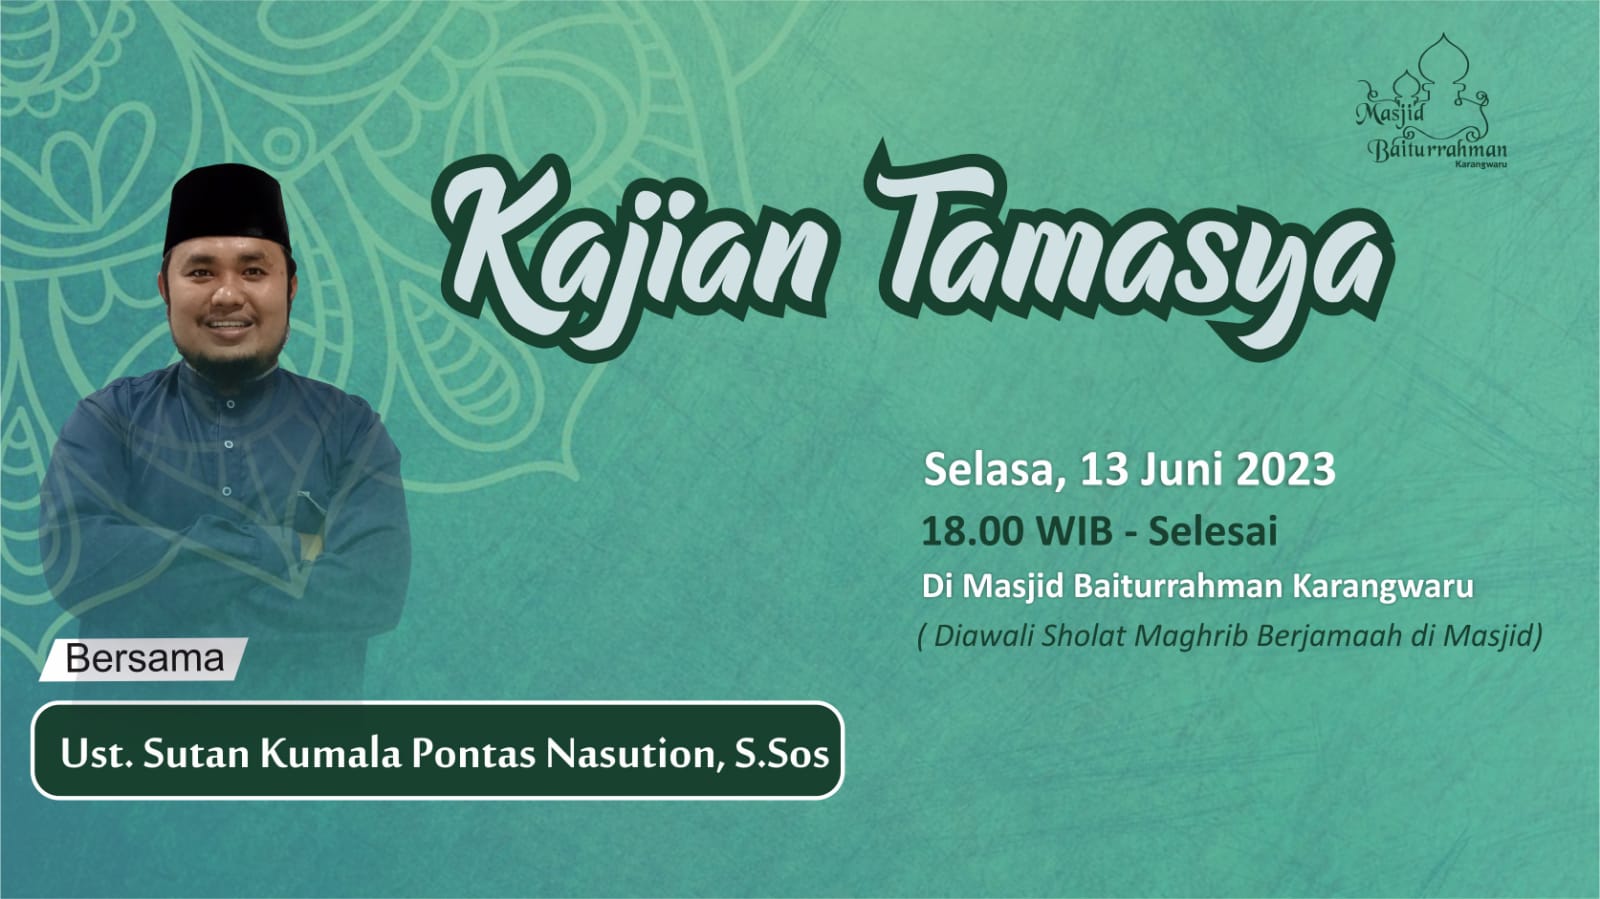 Masjid
Baiturrahman
Karangwaru
Kajian Tamasya
Selasa, 13 Juni 2023
18.00 WIB - Selesai
Di Masjid Baiturrahman Karangwaru
( Diawali Sholat Maghrib Berjamaah di Masjid)
Bersama
Ust. Sutan Kumala Pontas Nasution, S.Sos